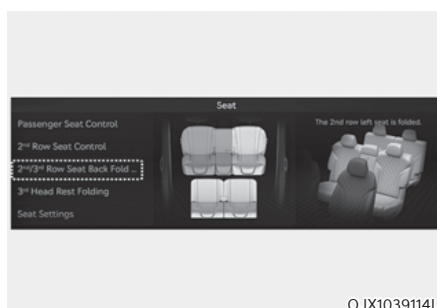 Seat
Passenger Seat Control
The 2nd row left seat is folded.
2nd Row Seat Control
2nd/3rd Row Seat Back Fold ...
3rd Head Rest Folding
Seat Settings
OJX1039114L